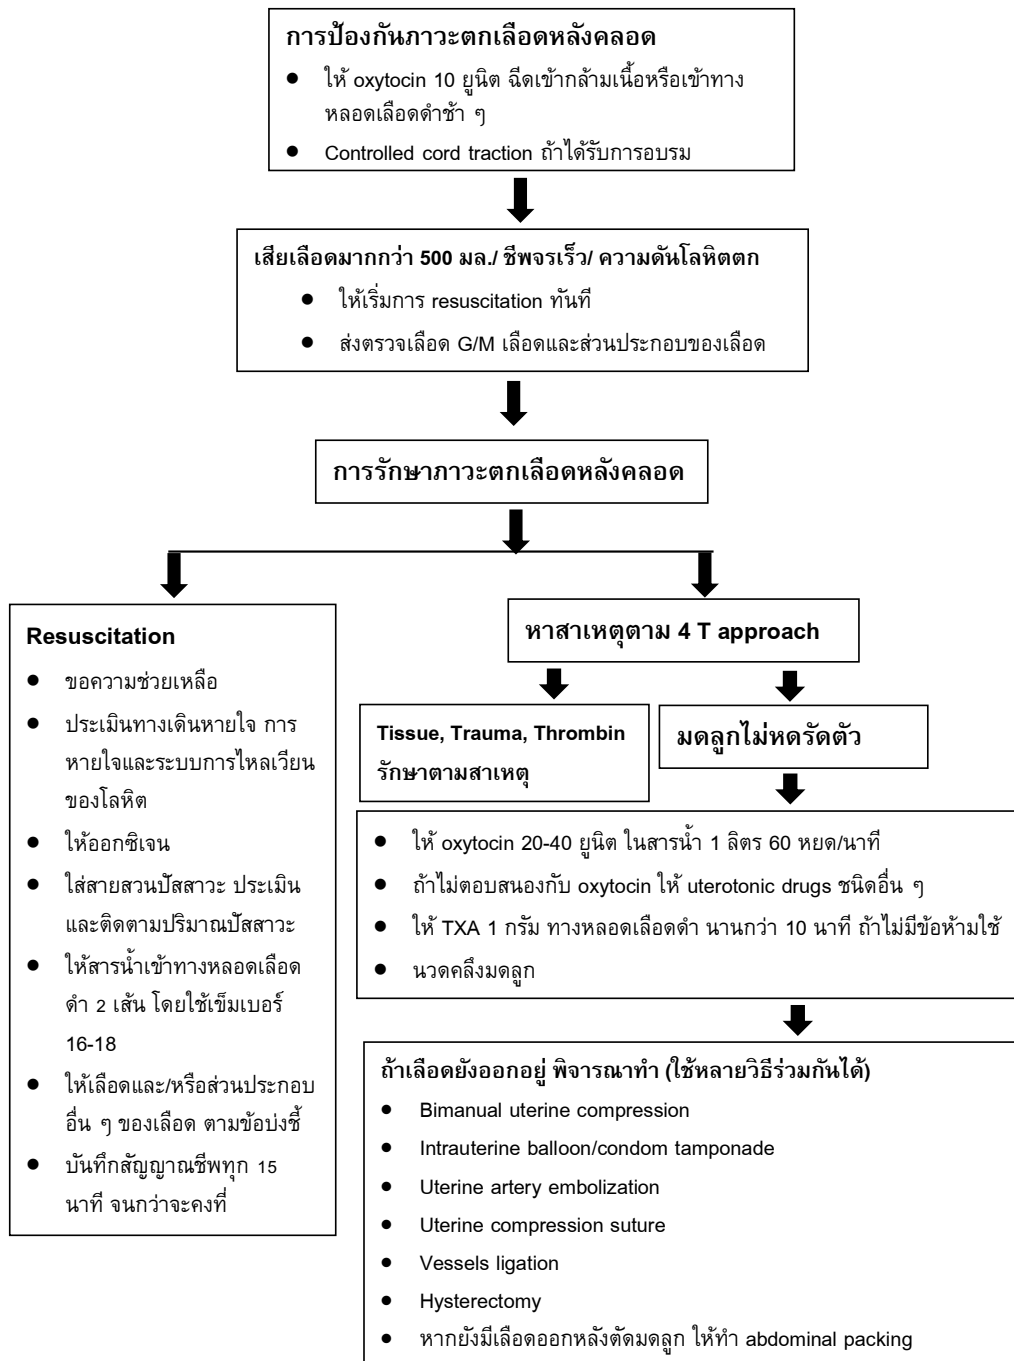 การป้องกันภาวะตกเลือดหลังคลอด
● ให้ oxytocin 10 ยูนิต ฉีดเข้ากล้ามเนื้อหรือเข้าทาง
หลอดเลือดดำช้า ๆ
● Controlled cord traction ถ้าได้รับการอบรม
เสียเลือดมากกว่า 500 มล./ ชีพจรเร็ว/ ความดันโลหิตตก
● ให้เริ่มการ resuscitation ทันที
● ส่งตรวจเลือด G/M เลือดและส่วนประกอบของเลือด
การรักษาภาวะตกเลือดหลังคลอด
Resuscitation
● ขอความช่วยเหลือ
● ประเมินทางเดินหายใจ การ
หายใจและระบบการไหลเวียน
ของโลหิต
● ให้ออกซิเจน
● ใส่สายสวนปัสสาวะ ประเมิน
และติดตามปริมาณปัสสาวะ
● ให้สารน้ำเข้าทางหลอดเลือด
ดำ 2 เส้น โดยใช้เข็มเบอร์
16-18
● ให้เลือดและ/หรือส่วนประกอบ
อื่น ๆ ของเลือด ตามข้อบ่งชี้
● บันทึกสัญญาณชีพทุก 15
นาที จนกว่าจะคงที่
หาสาเหตุตาม 4 T approach
Tissue, Trauma, Thrombin
รักษาตามสาเหตุ
มดลูกไม่หดรัดตัว
● ให้ oxytocin 20-40 ยูนิต ในสารน้ำ 1 ลิตร 60 หยด/นาที
● ถ้าไม่ตอบสนองกับ oxytocin ให้ uterotonic drugs ชนิดอื่น ๆ
● ให้ TXA 1 กรัม ทางหลอดเลือดดำ นานกว่า 10 นาที ถ้าไม่มีข้อห้ามใช้
● นวดคลึงมดลูก
ถ้าเลือดยังออกอยู่ พิจารณาทำ (ใช้หลายวิธีร่วมกันได้)
● Bimanual uterine compression
● Intrauterine balloon/condom tamponade
● Uterine artery embolization
● Uterine compression suture
● Vessels ligation
● Hysterectomy
● หากยังมีเลือดออกหลังตัดมดลูก ให้ทำ abdominal packing